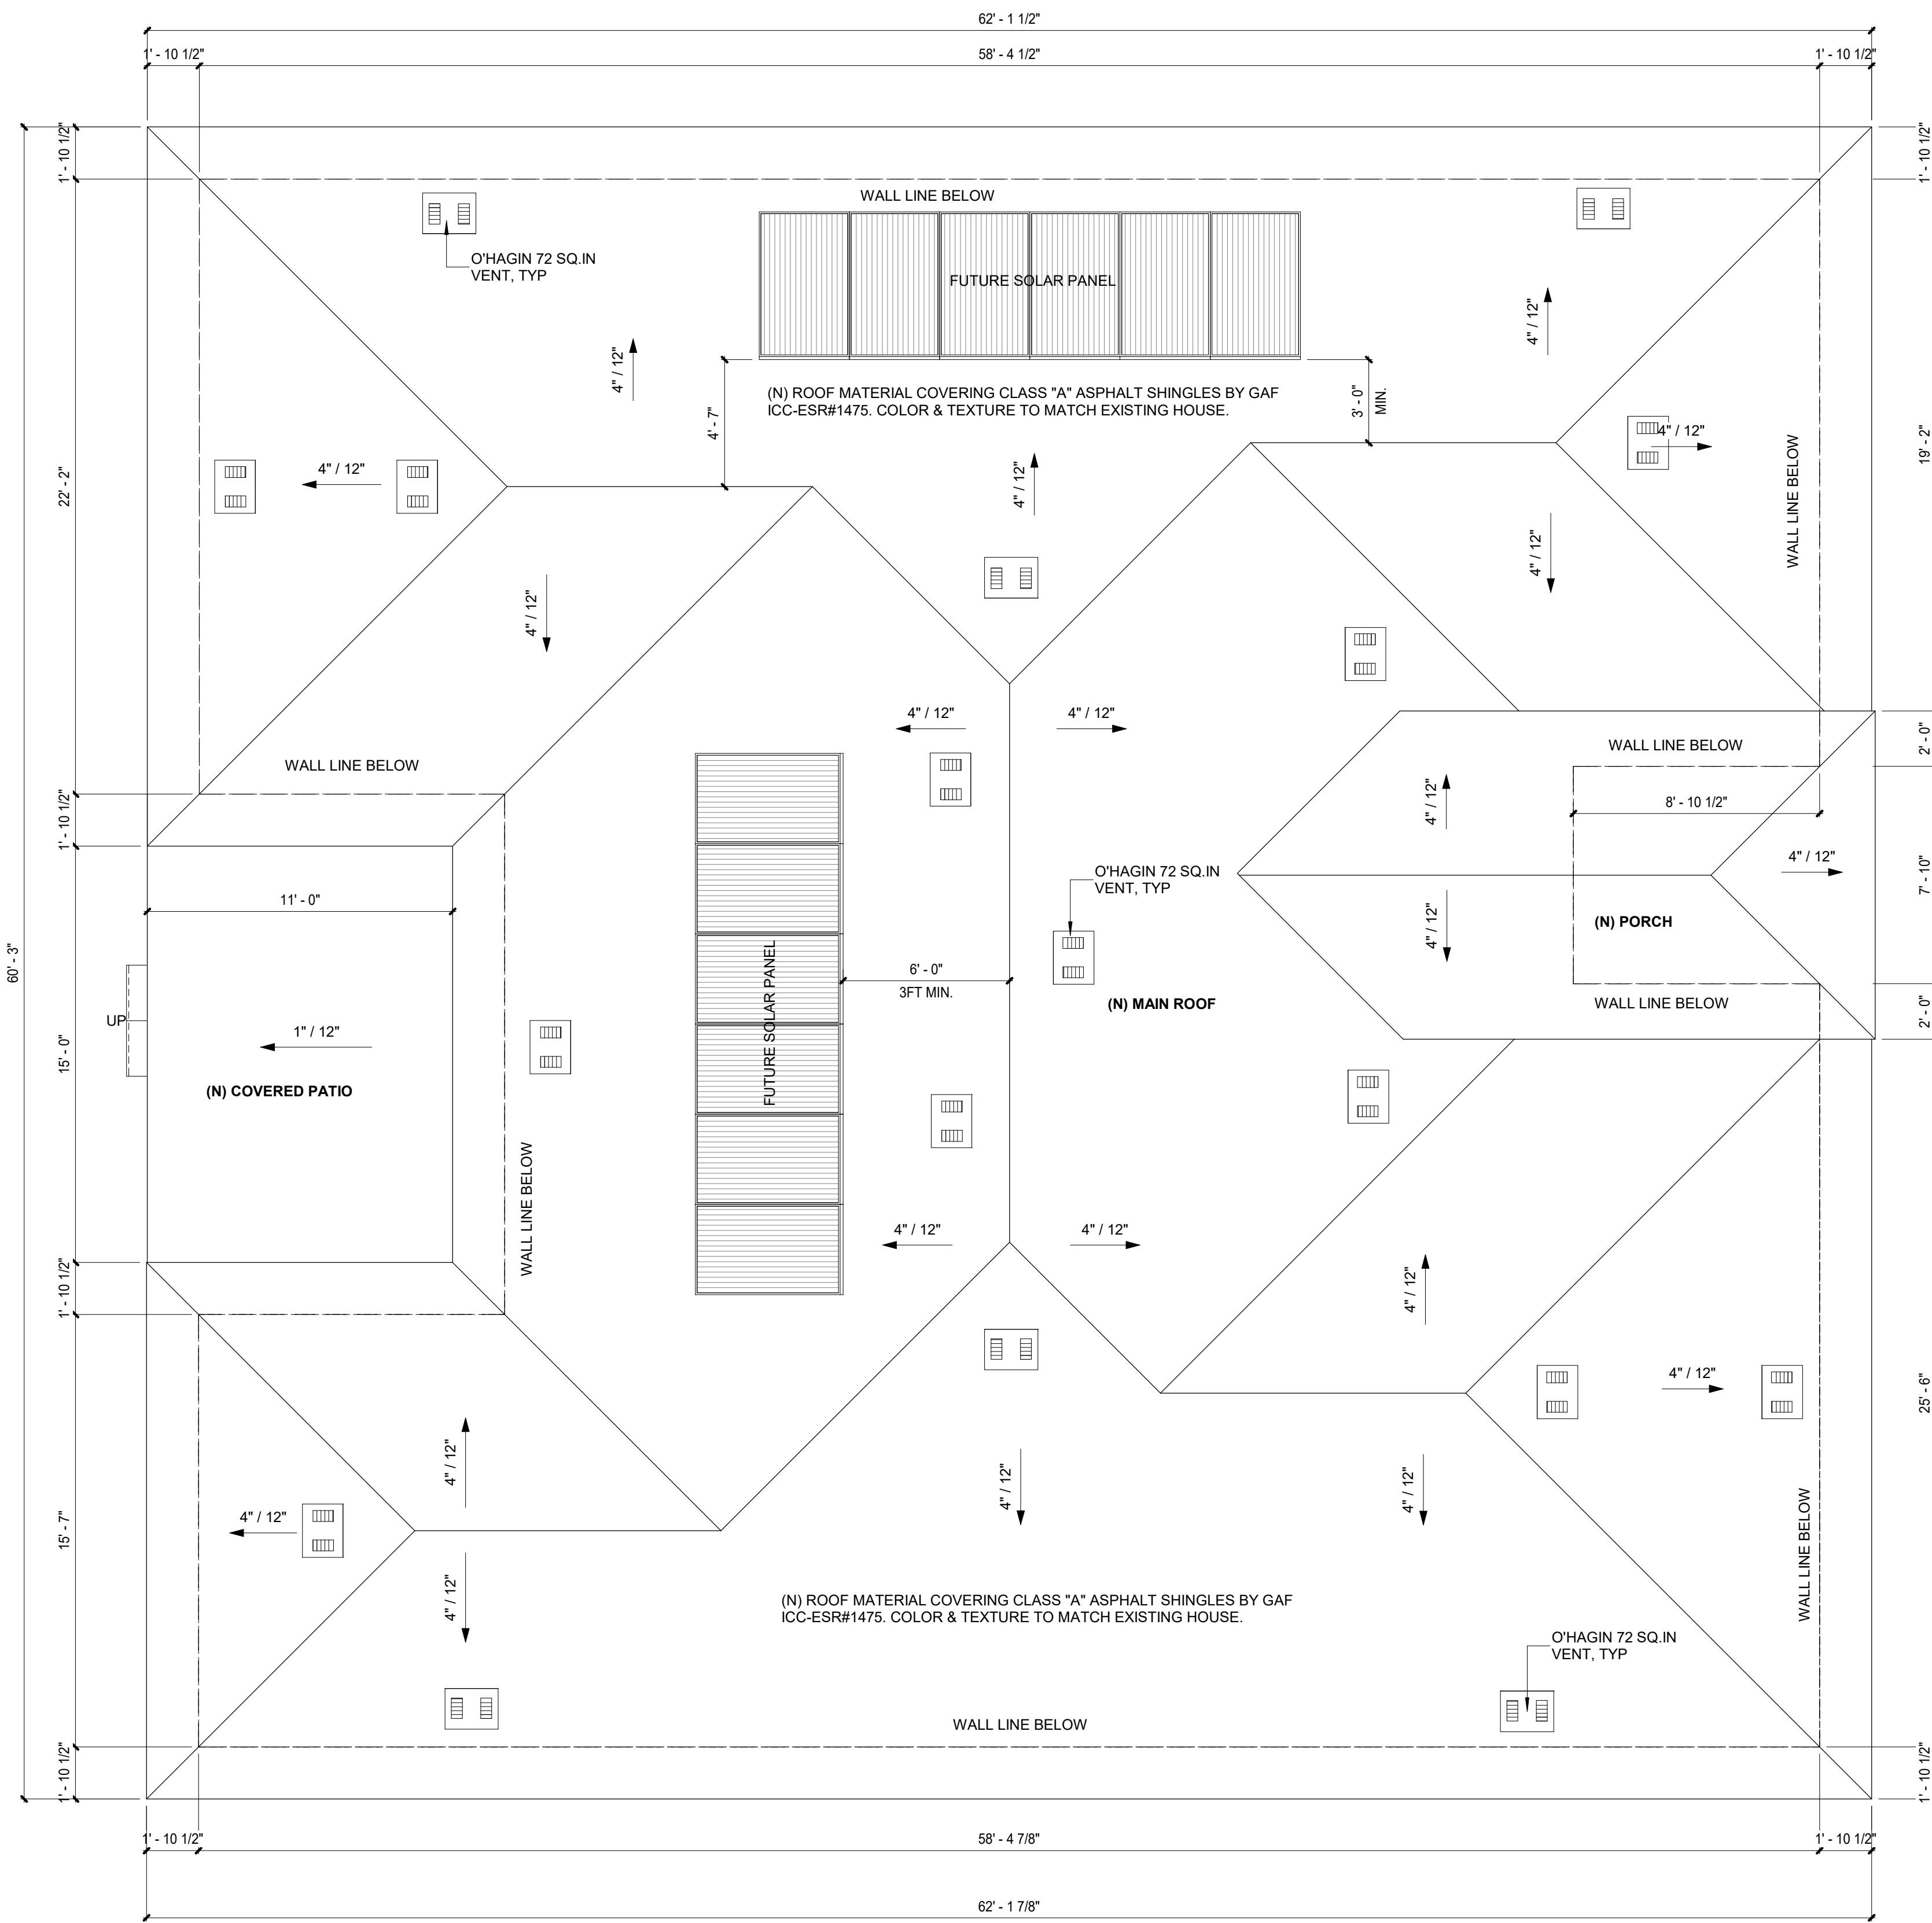 62' - 1 1/2"
1' - 10 1/2"
58' - 4 1/2"
1' - 10 1/2"
1' - 10 1/2"
1' - 10 1/2"
WALL LINE BELOW
O'HAGIN 72 SQ.IN
VENT, TYP
FUTURE SOLAR PANEL
4" / 12"
4" / 12"
(N) ROOF MATERIAL COVERING CLASS "A" ASPHALT SHINGLES BY GAF
ICC-ESR#1475. COLOR & TEXTURE TO MATCH EXISTING HOUSE.
4' - 7"
3' - 0"
MIN.
4" / 12"
22' - 2"
4" / 12"
4" / 12"
WALL LINE BELOW
19' - 2"
4" / 12"
4" / 12"
4" / 12"
4" / 12"
WALL LINE BELOW
WALL LINE BELOW
2' - 0"
1' - 10 1/2"
4" / 12"
8' - 10 1/2"
4" / 12"
O'HAGIN 72 SQ.IN
VENT, TYP
7' - 10"
11' - 0"
4" / 12"
(N) PORCH
60' - 3"
6' - 0"
3FT MIN.
FUTURE SOLAR PANEL
(N) MAIN ROOF
WALL LINE BELOW
2' - 0"
UP
1" / 12"
15' - 0"
(N) COVERED PATIO
WALL LINE BELOW
4" / 12"
4" / 12"
1' - 10 1/2"
4" / 12"
4" / 12"
25' - 6"
4" / 12"
4" / 12"
15' - 7"
4" / 12"
4" / 12"
4" / 12"
WALL LINE BELOW
(N) ROOF MATERIAL COVERING CLASS "A" ASPHALT SHINGLES BY GAF
ICC-ESR#1475. COLOR & TEXTURE TO MATCH EXISTING HOUSE.
O'HAGIN 72 SQ.IN
VENT, TYP
WALL LINE BELOW
1' - 10 1/2"
1' - 10 1/2"
1' - 10 1/2"
58' - 4 7/8"
1' - 10 1/2"
62' - 1 7/8"